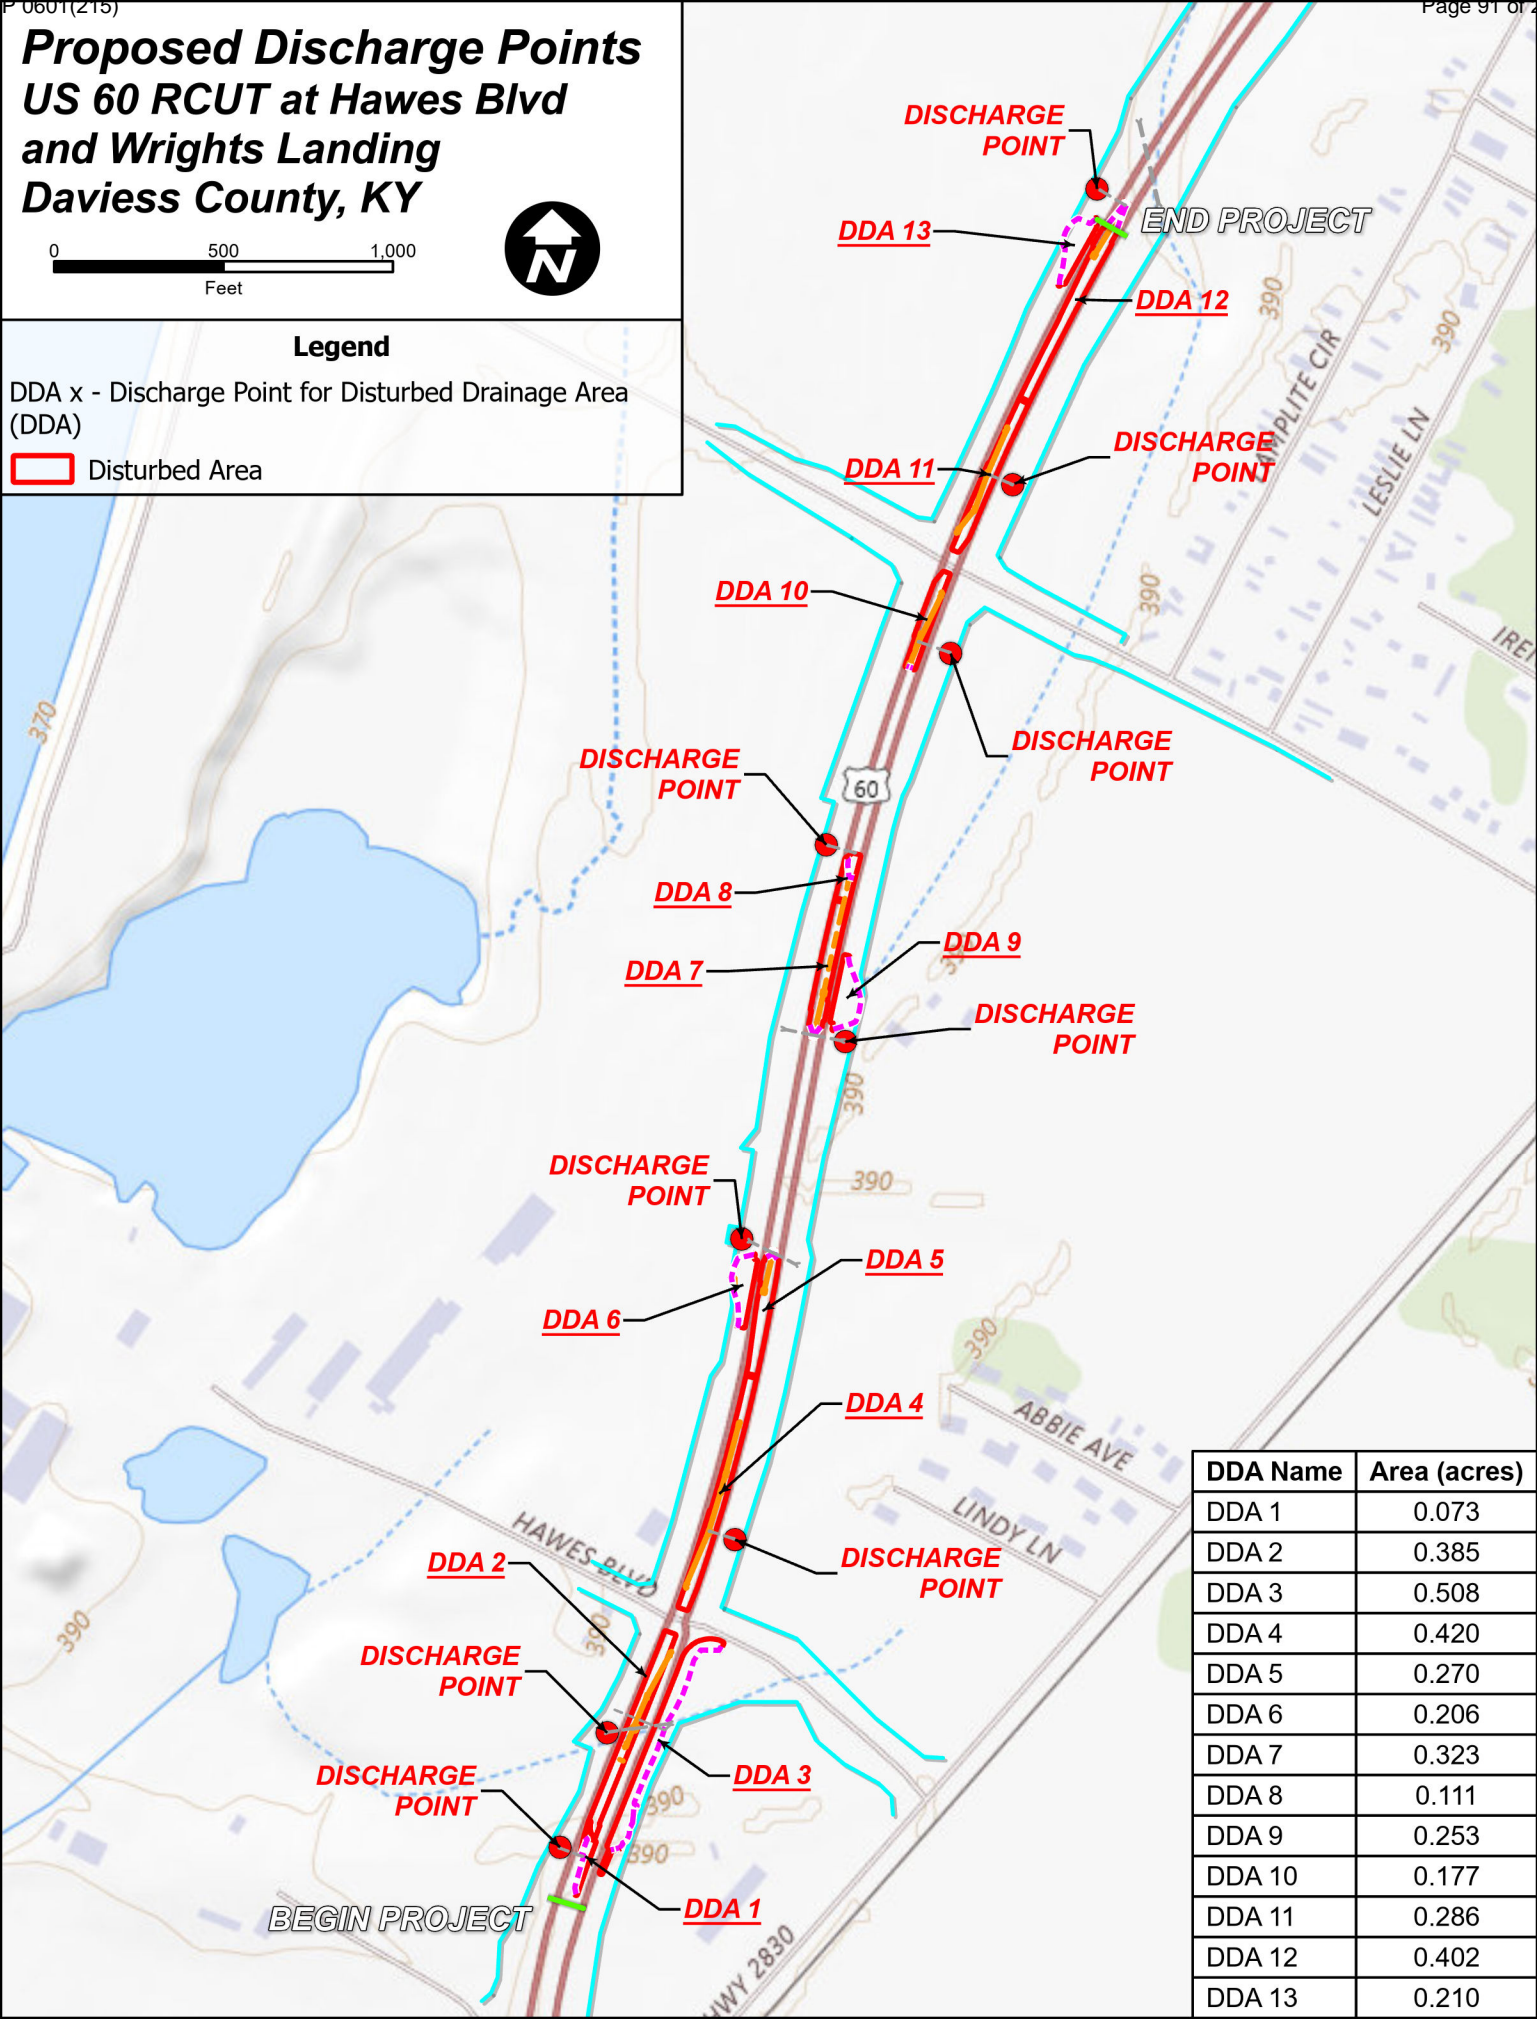 P 0601(215)
Page 91 of
Proposed Discharge Points
US 60 RCUT at Hawes Blvd
and Wrights Landing
Daviess County, KY
0 500 1,000
Feet
N
Legend
DDA x - Discharge Point for Disturbed Drainage Area
(DDA)
Disturbed Area
DISCHARGE
POINT
END PROJECT
DDA 13
DDA 12
390
390
LAMPLITE CIR
LESLIE LN
DISCHARGE
POINT
DDA 11
DDA 10
390
370
DISCHARGE
POINT
DISCHARGE
POINT
60
DDA 8
DDA 9
390
DDA 7
DISCHARGE
POINT
390
DISCHARGE
POINT
390
DDA 5
DDA 6
390
DDA 4
ABBIE AVE
LINDY LN
HAWES BLVD
DDA 2
DISCHARGE
POINT
390
390
DISCHARGE
POINT
DISCHARGE
POINT
DDA 3
390
390
DDA 1
BEGIN PROJECT
HWY 2830
DDA Name Area (acres)
DDA 1 0.073
DDA 2 0.385
DDA 3 0.508
DDA 4 0.420
DDA 5 0.270
DDA 6 0.206
DDA 7 0.323
DDA 8 0.111
DDA 9 0.253
DDA 10 0.177
DDA 11 0.286
DDA 12 0.402
DDA 13 0.210